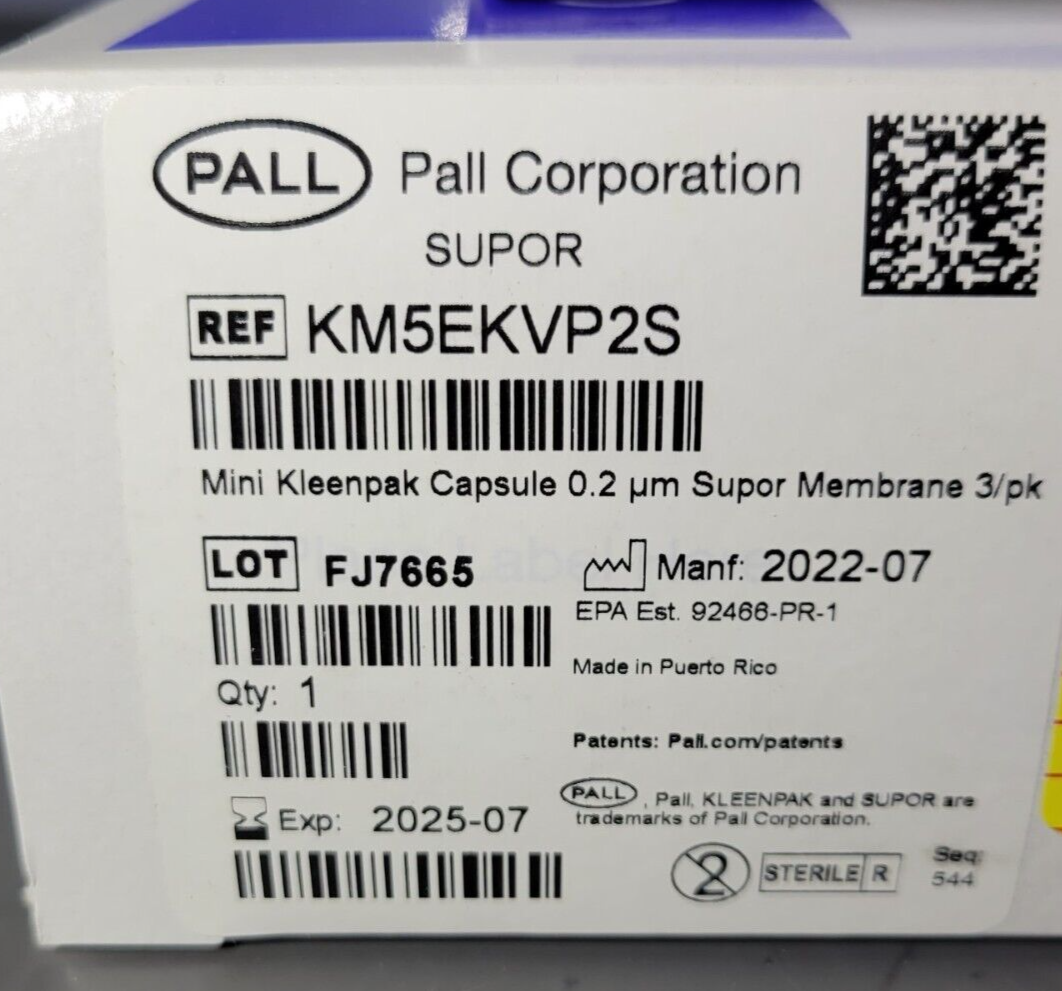 PALL Pall Corporation
SUPOR
REF KM5EKVP2S
Mini Kleenpak Capsule 0.2 µm Supor Membrane 3/pk
LOT FJ7665
Manf: 2022-07
EPA Est. 92466-PR-1
Made in Puerto Rico
Qty: 1
Patents: Pall.com/patents
Exp: 2025-07
PALL, Pall, KLEENPAK and SUPOR are
trademarks of Pall Corporation.
2 STERILE R
Seq:
544